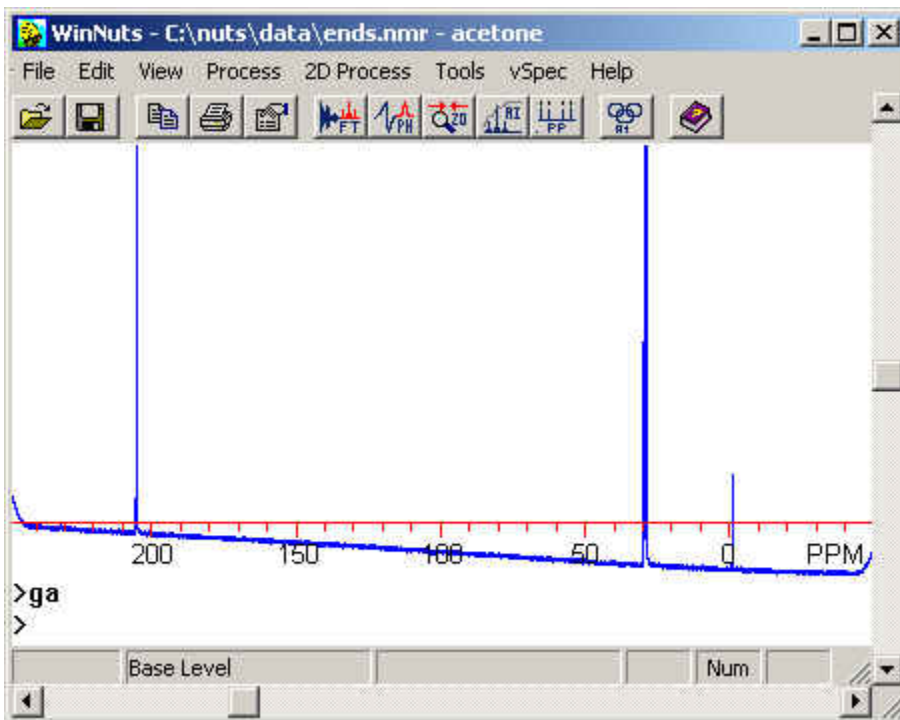 WinNuts - C:\nuts\data\ends.nmr - acetone
File Edit View Process 2D Process Tools vSpec Help
FT PH ZO RI PP A1
200 150 100 50 0 PPM
>ga
>
Base Level Num